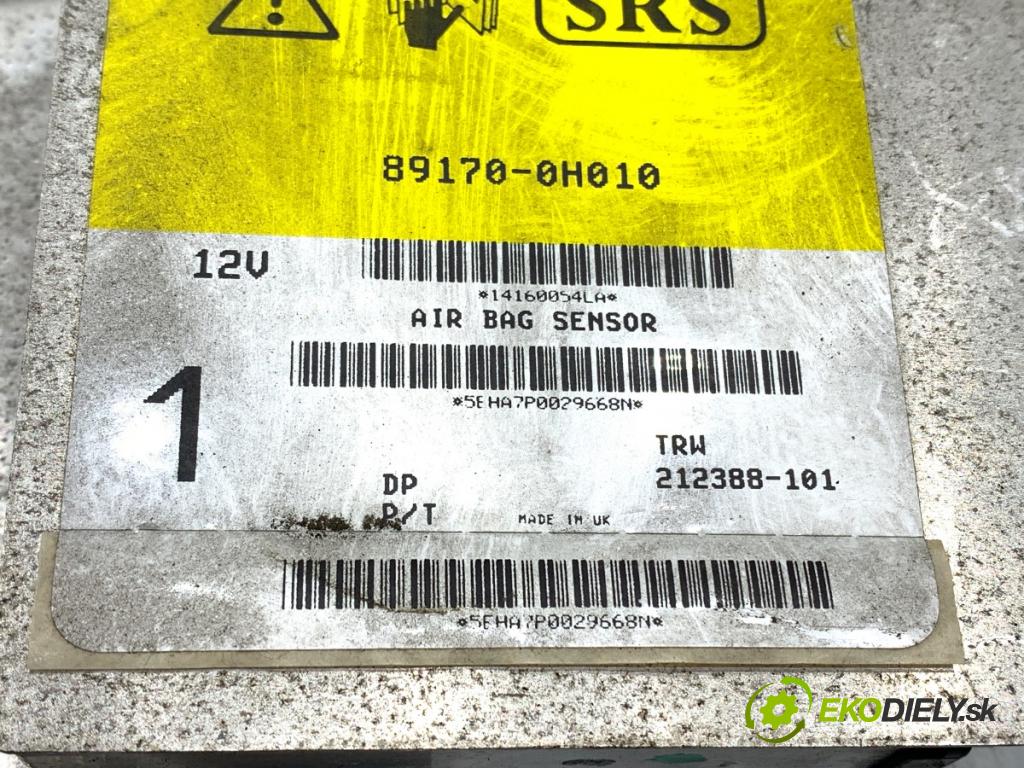 SRS
89170-0H010
12V
*14160054LA*
AIR BAG SENSOR
*5EHA7P0029668N*
1
TRW
DP
212388-101
P/T
MADE IN UK
*5EHA7P0029668N*
EKODIELY.sk